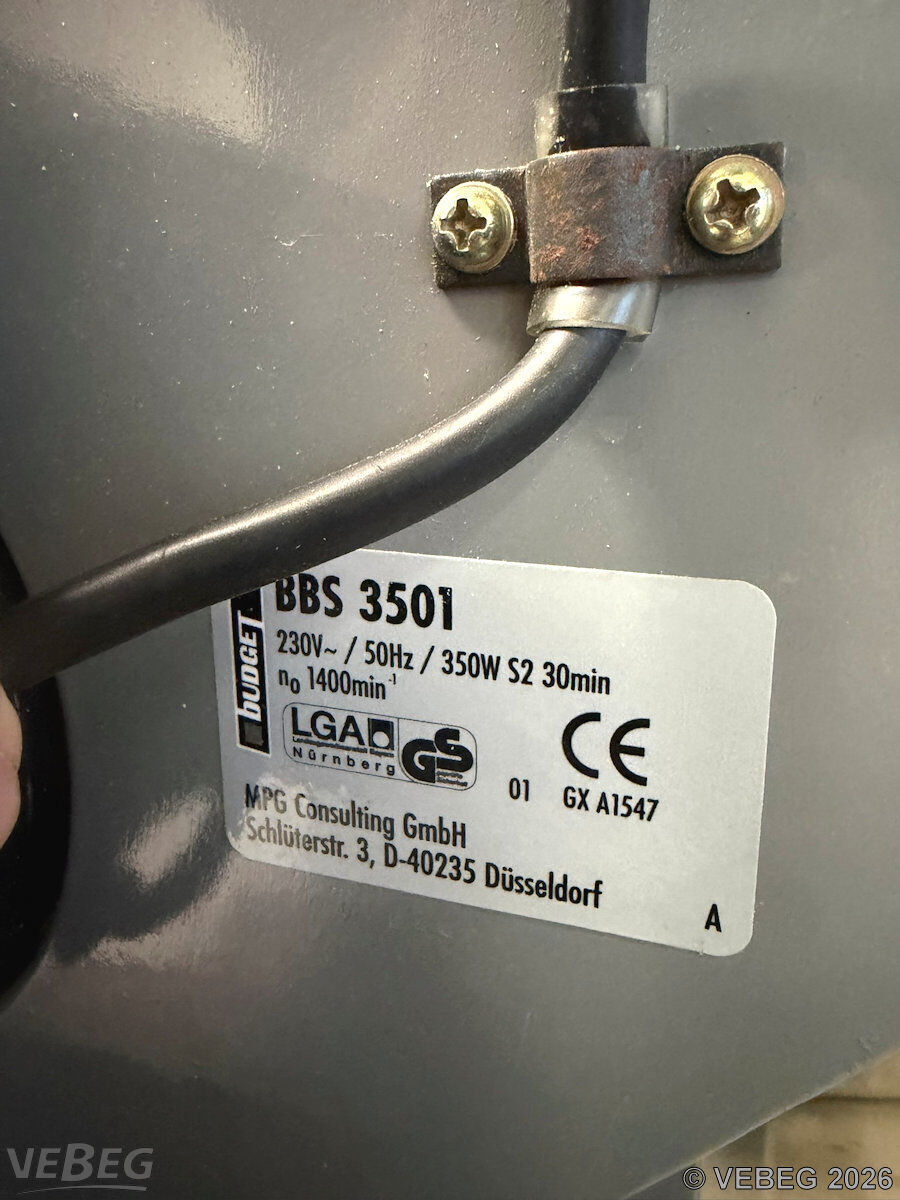 BBS 3501
230V~ / 50Hz / 350W S2 30min
n₀ 1400min⁻¹
bUDGET
LGA
Nürnberg
GS
CE
01 GX A1547
MPG Consulting GmbH
Schlüterstr. 3, D-40235 Düsseldorf
A
VEBEG
© VEBEG 2026